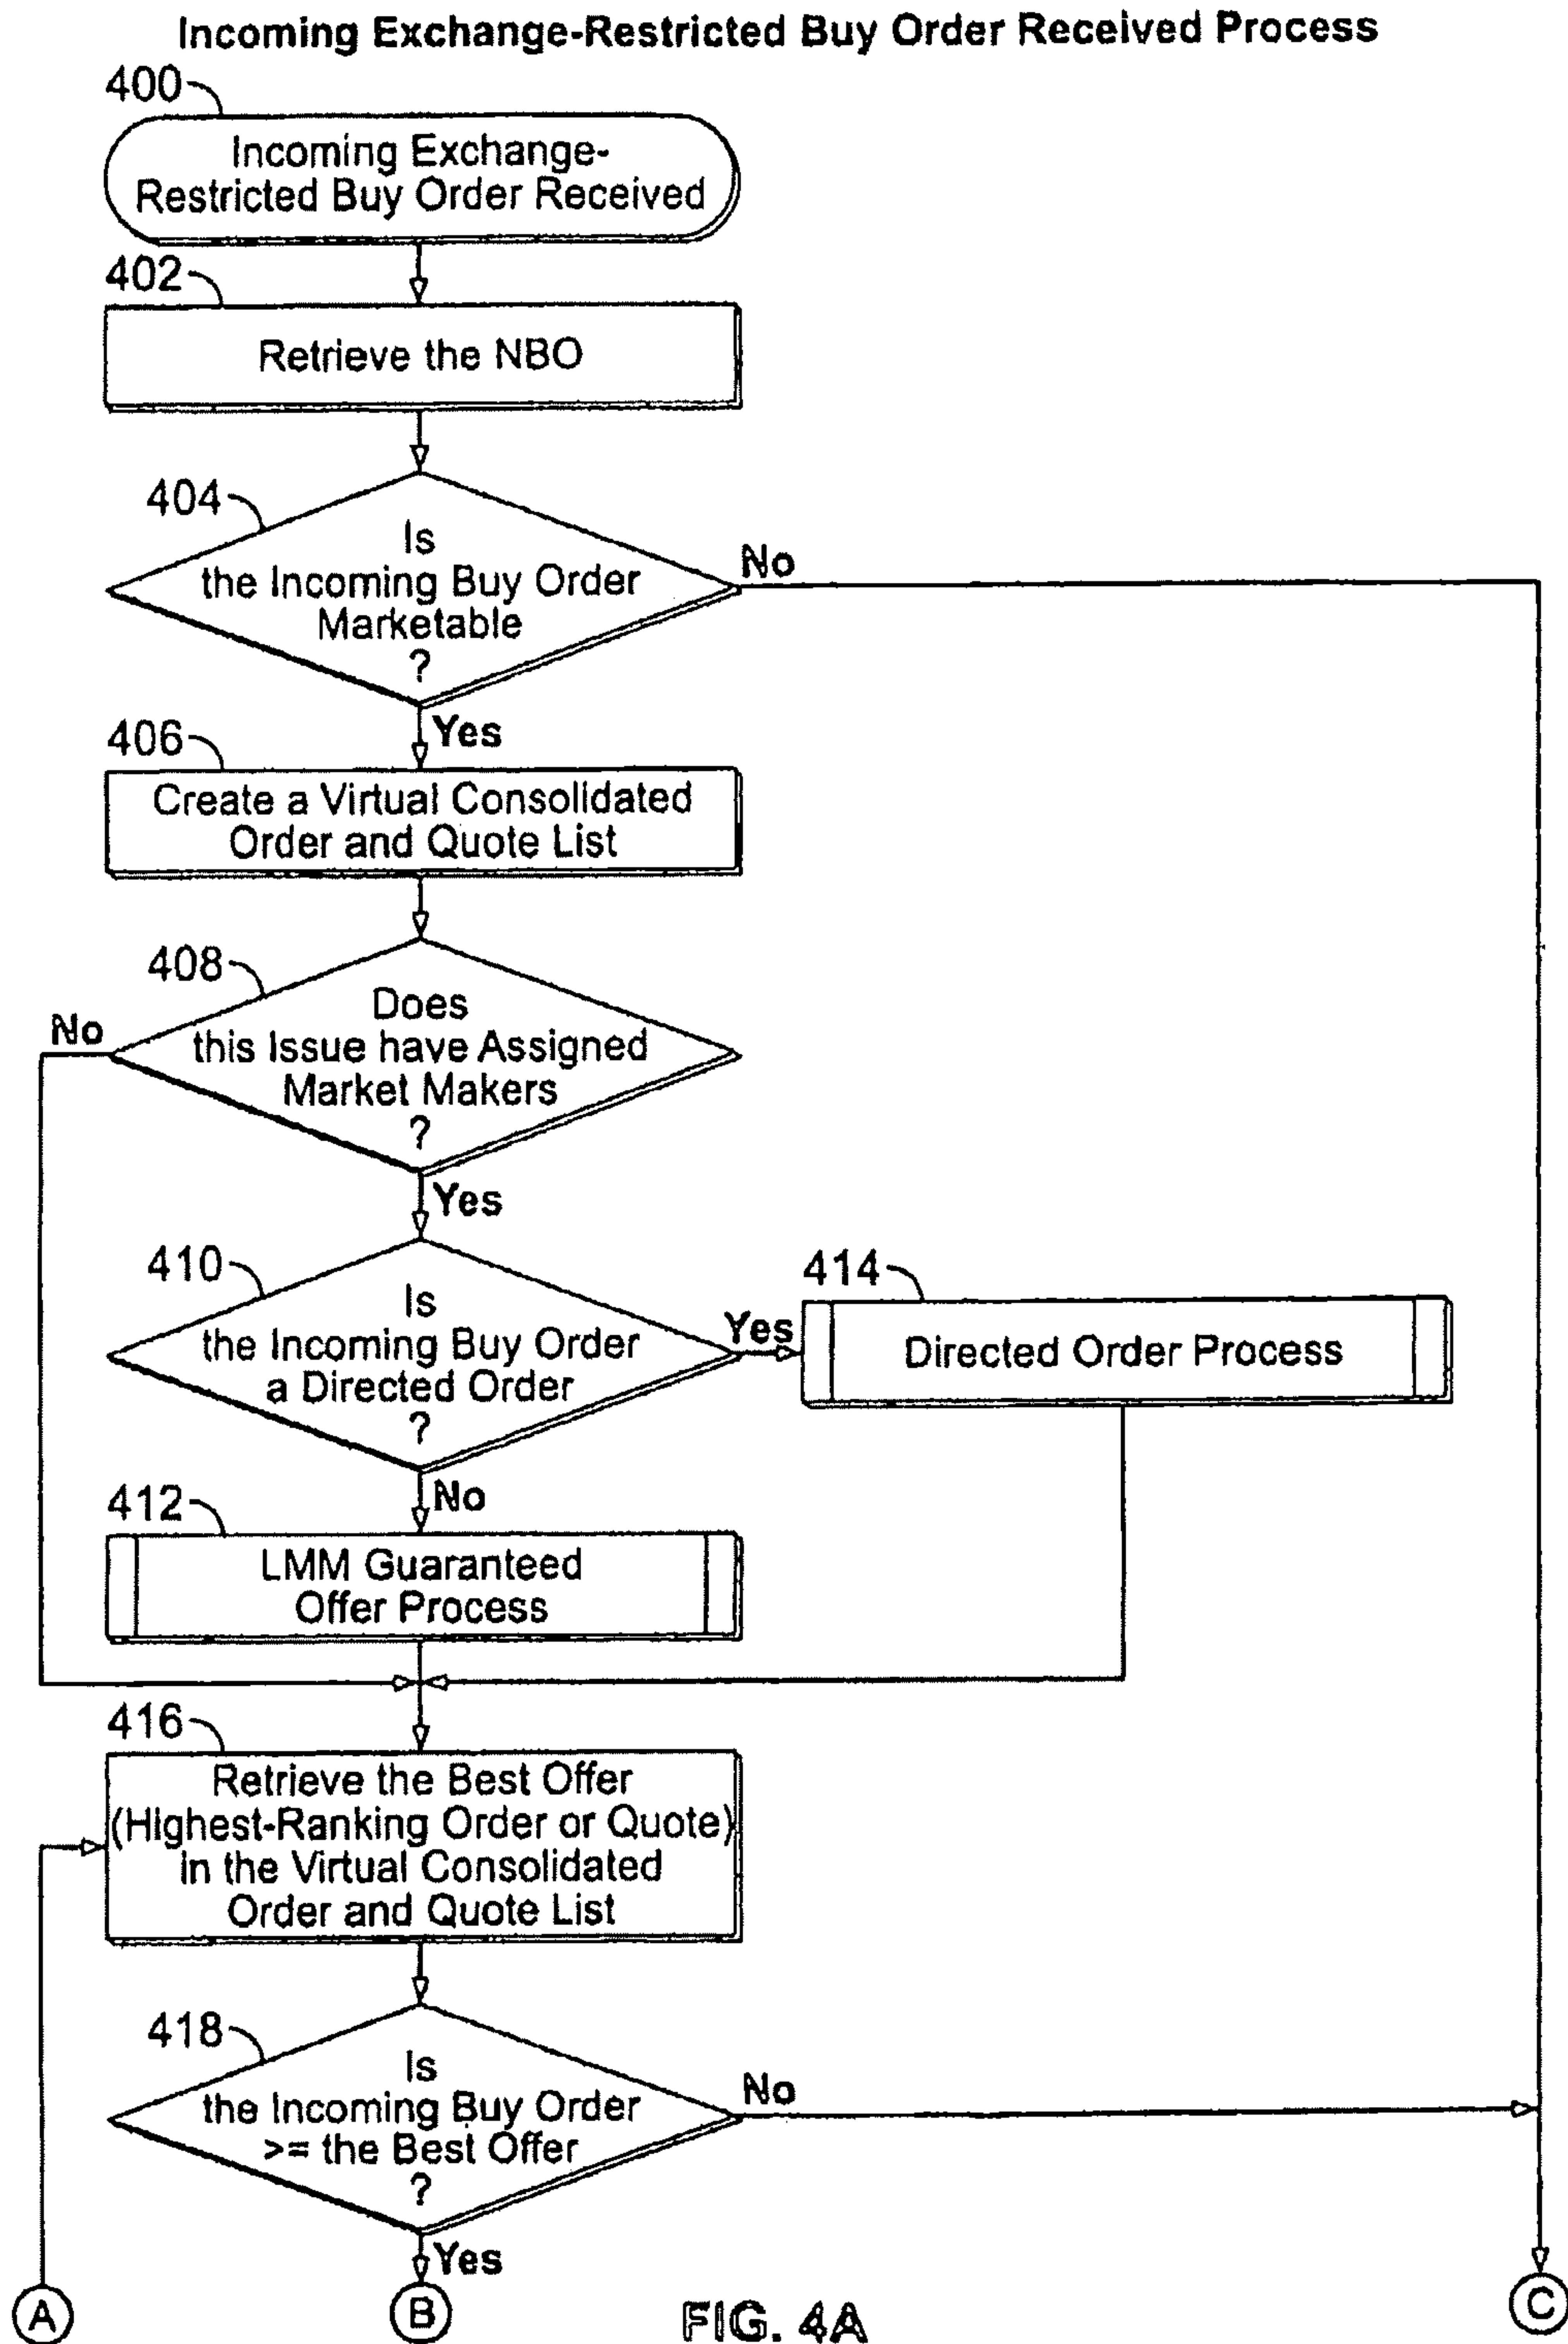 Incoming Exchange-Restricted Buy Order Received Process
400
Incoming Exchange-
Restricted Buy Order Received
402
Retrieve the NBO
404
Is
the Incoming Buy Order
Marketable
?
No
Yes
406
Create a Virtual Consolidated
Order and Quote List
408
Does
this Issue have Assigned
Market Makers
?
No
Yes
410
Is
the Incoming Buy Order
a Directed Order
?
Yes
414
Directed Order Process
No
412
LMM Guaranteed
Offer Process
416
Retrieve the Best Offer
(Highest-Ranking Order or Quote)
in the Virtual Consolidated
Order and Quote List
418
Is
the Incoming Buy Order
>= the Best Offer
?
No
Yes
A
B
C
FIG. 4A